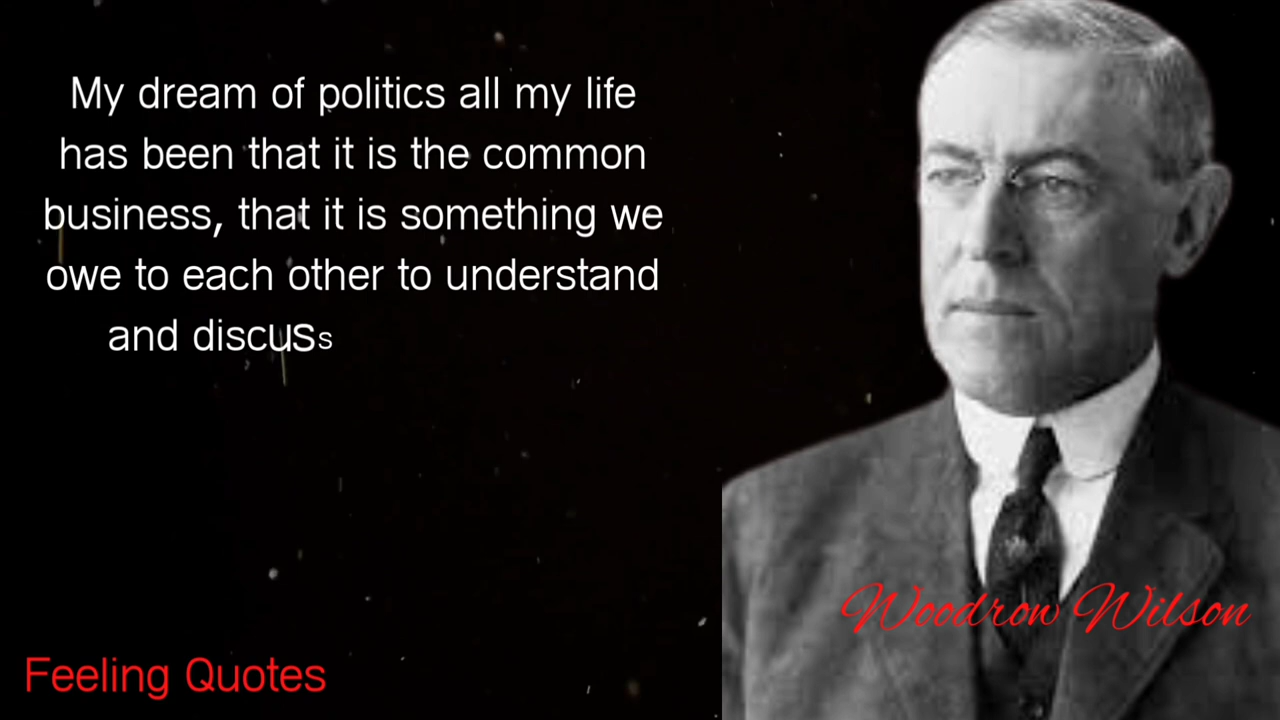 My dream of politics all my life
has been that it is the common
business, that it is something we
owe to each other to understand
and discuss
Woodrow Wilson
Feeling Quotes